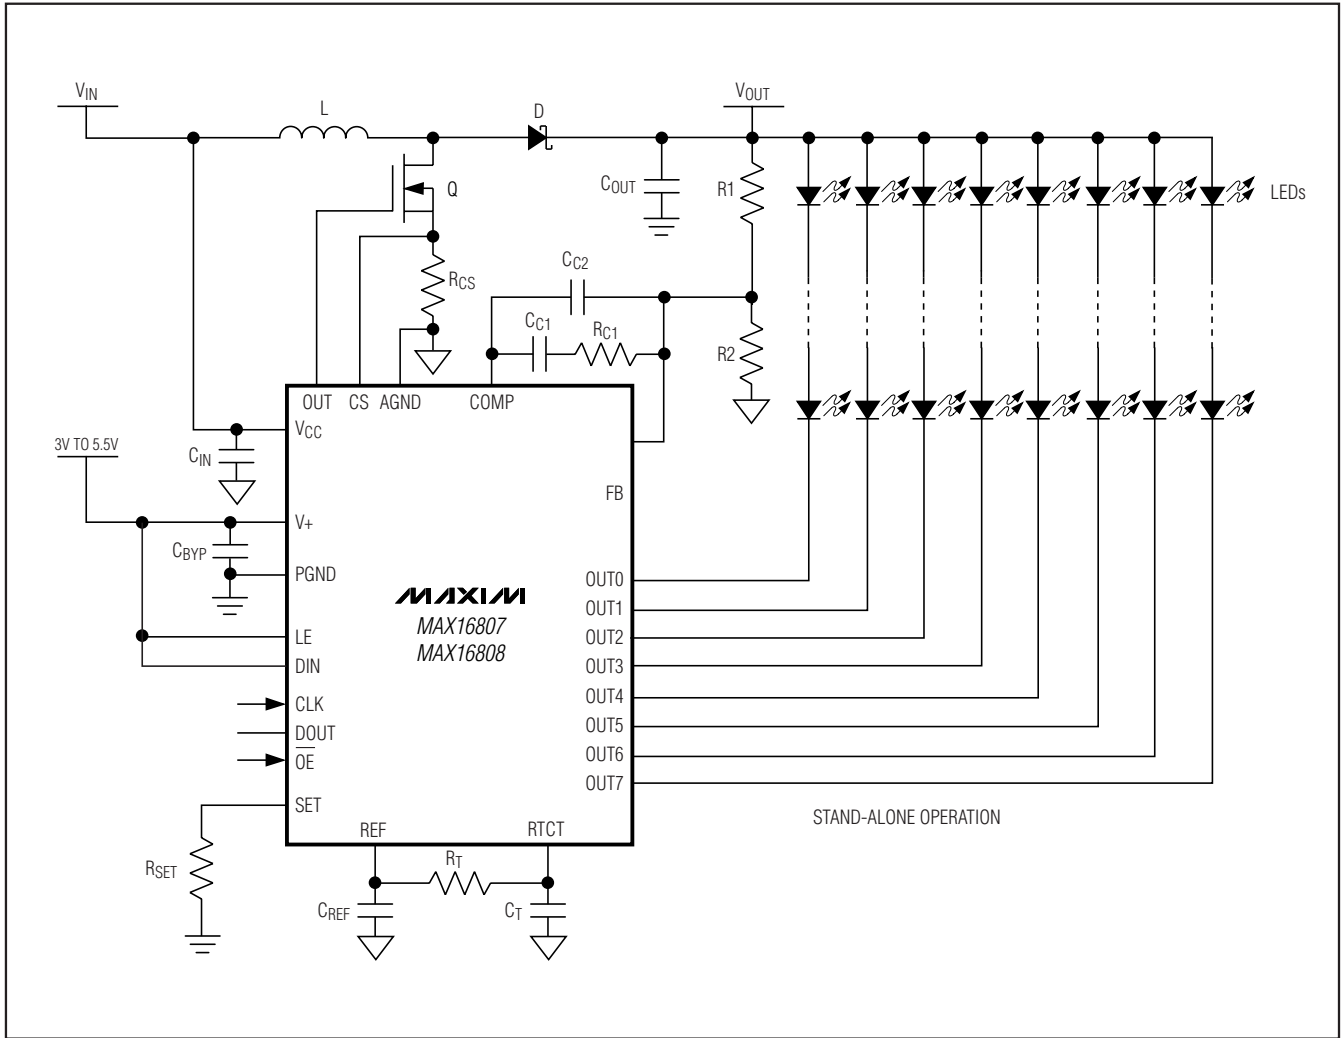 VIN
L
D
VOUT
COUT
R1
Q
LEDs
RCS
CC2
CC1
RC1
R2
OUT
CS
AGND
COMP
VCC
CIN
3V TO 5.5V
FB
V+
CBYP
PGND
OUT0
MAXIM
OUT1
MAX16807
LE
OUT2
MAX16808
DIN
OUT3
CLK
OUT4
DOUT
OUT5
OE
OUT6
OUT7
SET
STAND-ALONE OPERATION
REF
RTCT
RT
RSET
CREF
CT